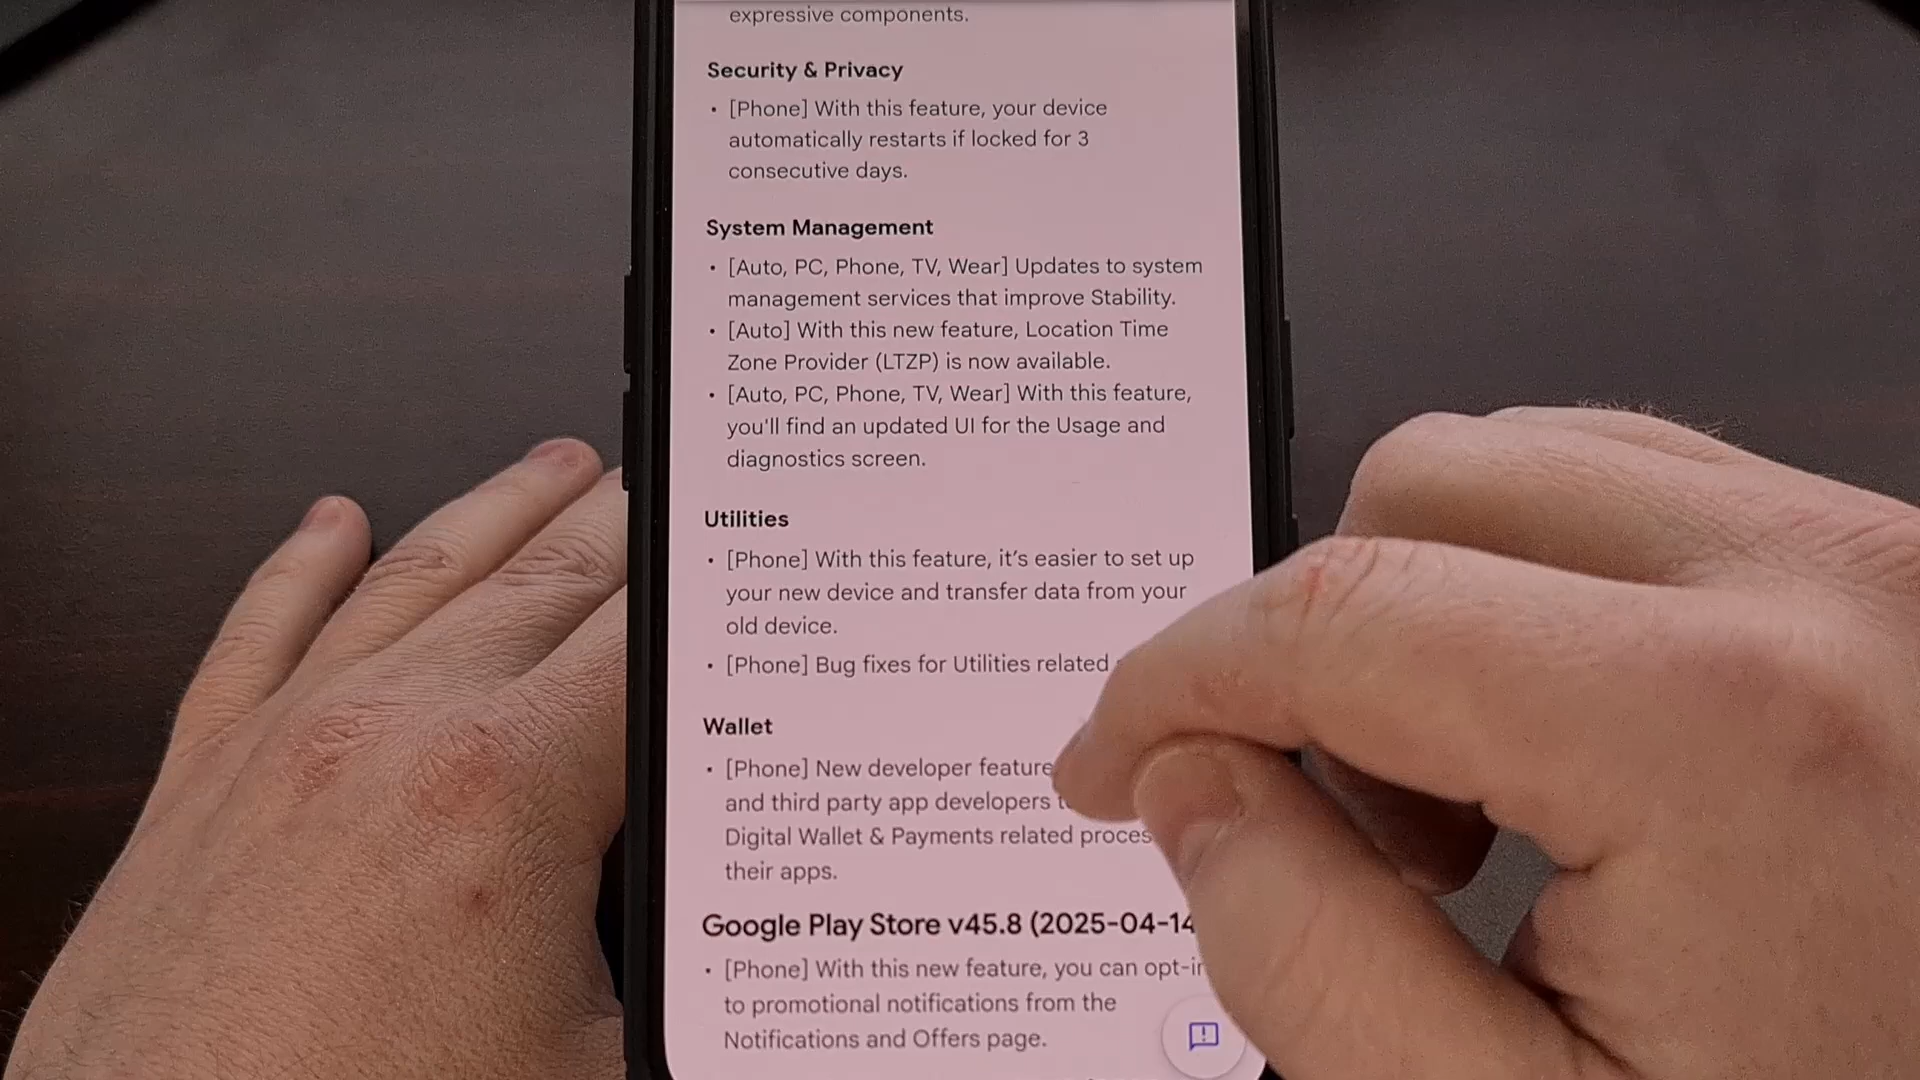 expressive components.
Security & Privacy
• [Phone] With this feature, your device
automatically restarts if locked for 3
consecutive days.
System Management
• [Auto, PC, Phone, TV, Wear] Updates to system
management services that improve Stability.
• [Auto] With this new feature, Location Time
Zone Provider (LTZP) is now available.
• [Auto, PC, Phone, TV, Wear] With this feature,
you'll find an updated UI for the Usage and
diagnostics screen.
Utilities
• [Phone] With this feature, it’s easier to set up
your new device and transfer data from your
old device.
• [Phone] Bug fixes for Utilities related
Wallet
• [Phone] New developer feature
and third party app developers
Digital Wallet & Payments related proces
their apps.
Google Play Store v45.8 (2025-04-14
• [Phone] With this new feature, you can opt-in
to promotional notifications from the
Notifications and Offers page.